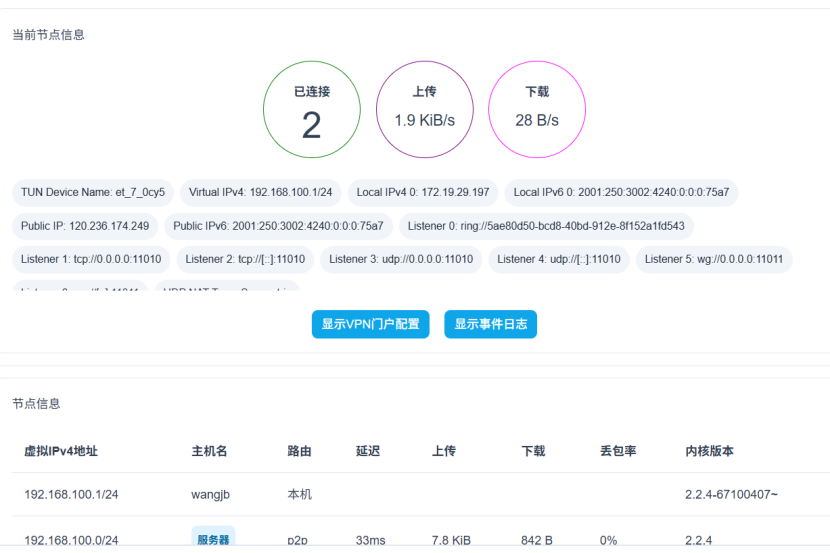 当前节点信息
已连接 上传 下载
2 1.9 KiB/s 28 B/s
TUN Device Name: et_7_0cy5 Virtual IPv4: 192.168.100.1/24 Local IPv4 0: 172.19.29.197 Local IPv6 0: 2001:250:3002:4240:0:0:0:75a7
Public IP: 120.236.174.249 Public IPv6: 2001:250:3002:4240:0:0:0:75a7 Listener 0: ring://5ae80d50-bcd8-40bd-912e-8f152a1fd543
Listener 1: tcp://0.0.0.0:11010 Listener 2: tcp://[::]:11010 Listener 3: udp://0.0.0.0:11010 Listener 4: udp://[::]:11010 Listener 5: wg://0.0.0.0:11011
显示VPN门户配置 显示事件日志
节点信息
虚拟IPv4地址 主机名 路由 延迟 上传 下载 丢包率 内核版本
192.168.100.1/24 wangjb 本机 2.2.4-67100407~
192.168.100.0/24 服务器 p2p 33ms 7.8 KiB 842 B 0% 2.2.4